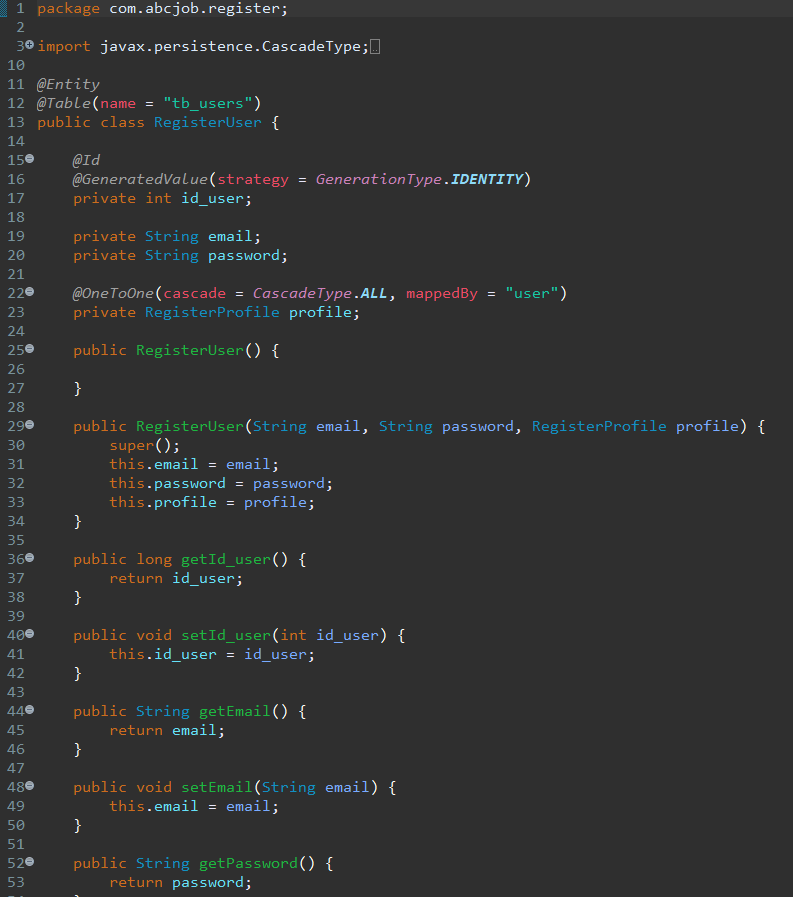 1 package com.abcjob.register;
2
3 import javax.persistence.CascadeType;
10
11 @Entity
12 @Table(name = "tb_users")
13 public class RegisterUser {
14
15 @Id
16 @GeneratedValue(strategy = GenerationType.IDENTITY)
17 private int id_user;
18
19 private String email;
20 private String password;
21
22 @OneToOne(cascade = CascadeType.ALL, mappedBy = "user")
23 private RegisterProfile profile;
24
25 public RegisterUser() {
26
27 }
28
29 public RegisterUser(String email, String password, RegisterProfile profile) {
30 super();
31 this.email = email;
32 this.password = password;
33 this.profile = profile;
34 }
35
36 public long getId_user() {
37 return id_user;
38 }
39
40 public void setId_user(int id_user) {
41 this.id_user = id_user;
42 }
43
44 public String getEmail() {
45 return email;
46 }
47
48 public void setEmail(String email) {
49 this.email = email;
50 }
51
52 public String getPassword() {
53 return password;